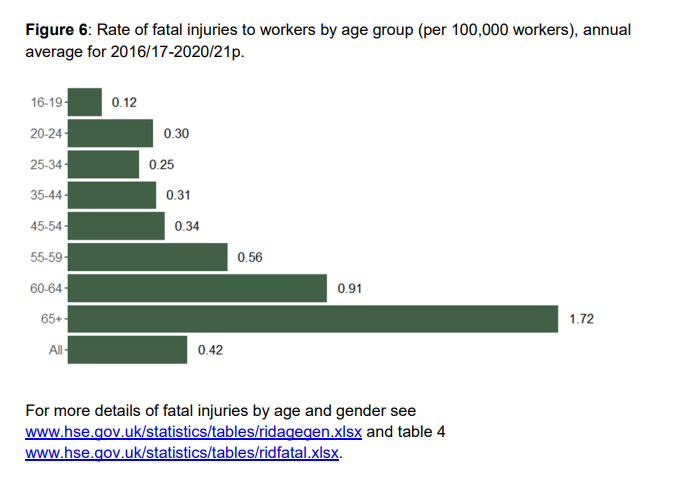 Figure 6: Rate of fatal injuries to workers by age group (per 100,000 workers), annual
average for 2016/17-2020/21p.
16-19 0.12
20-24 0.30
25-34 0.25
35-44 0.31
45-54 0.34
55-59 0.56
60-64 0.91
65+ 1.72
All 0.42
For more details of fatal injuries by age and gender see
www.hse.gov.uk/statistics/tables/ridagegen.xlsx and table 4
www.hse.gov.uk/statistics/tables/ridfatal.xlsx.